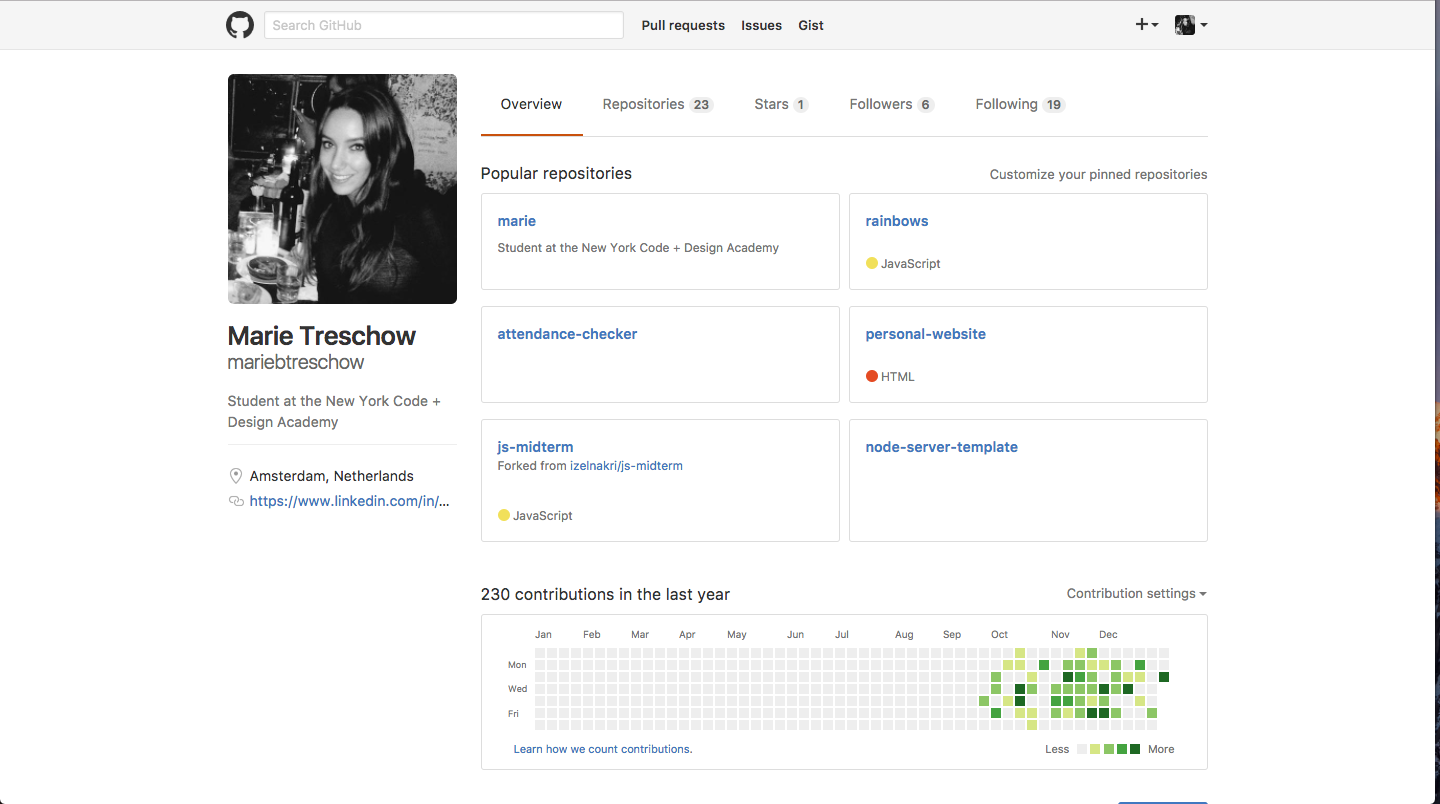 Search GitHub
Pull requests
Issues
Gist
Overview
Repositories 23
Stars 1
Followers 6
Following 19
Popular repositories
Customize your pinned repositories
marie
Student at the New York Code + Design Academy
rainbows
JavaScript
attendance-checker
personal-website
HTML
js-midterm
Forked from izelnakri/js-midterm
JavaScript
node-server-template
Marie Treschow
mariebtreschow
Student at the New York Code +
Design Academy
Amsterdam, Netherlands
https://www.linkedin.com/in/...
230 contributions in the last year
Contribution settings
Jan Feb Mar Apr May Jun Jul Aug Sep Oct Nov Dec
Mon
Wed
Fri
Learn how we count contributions.
Less
More